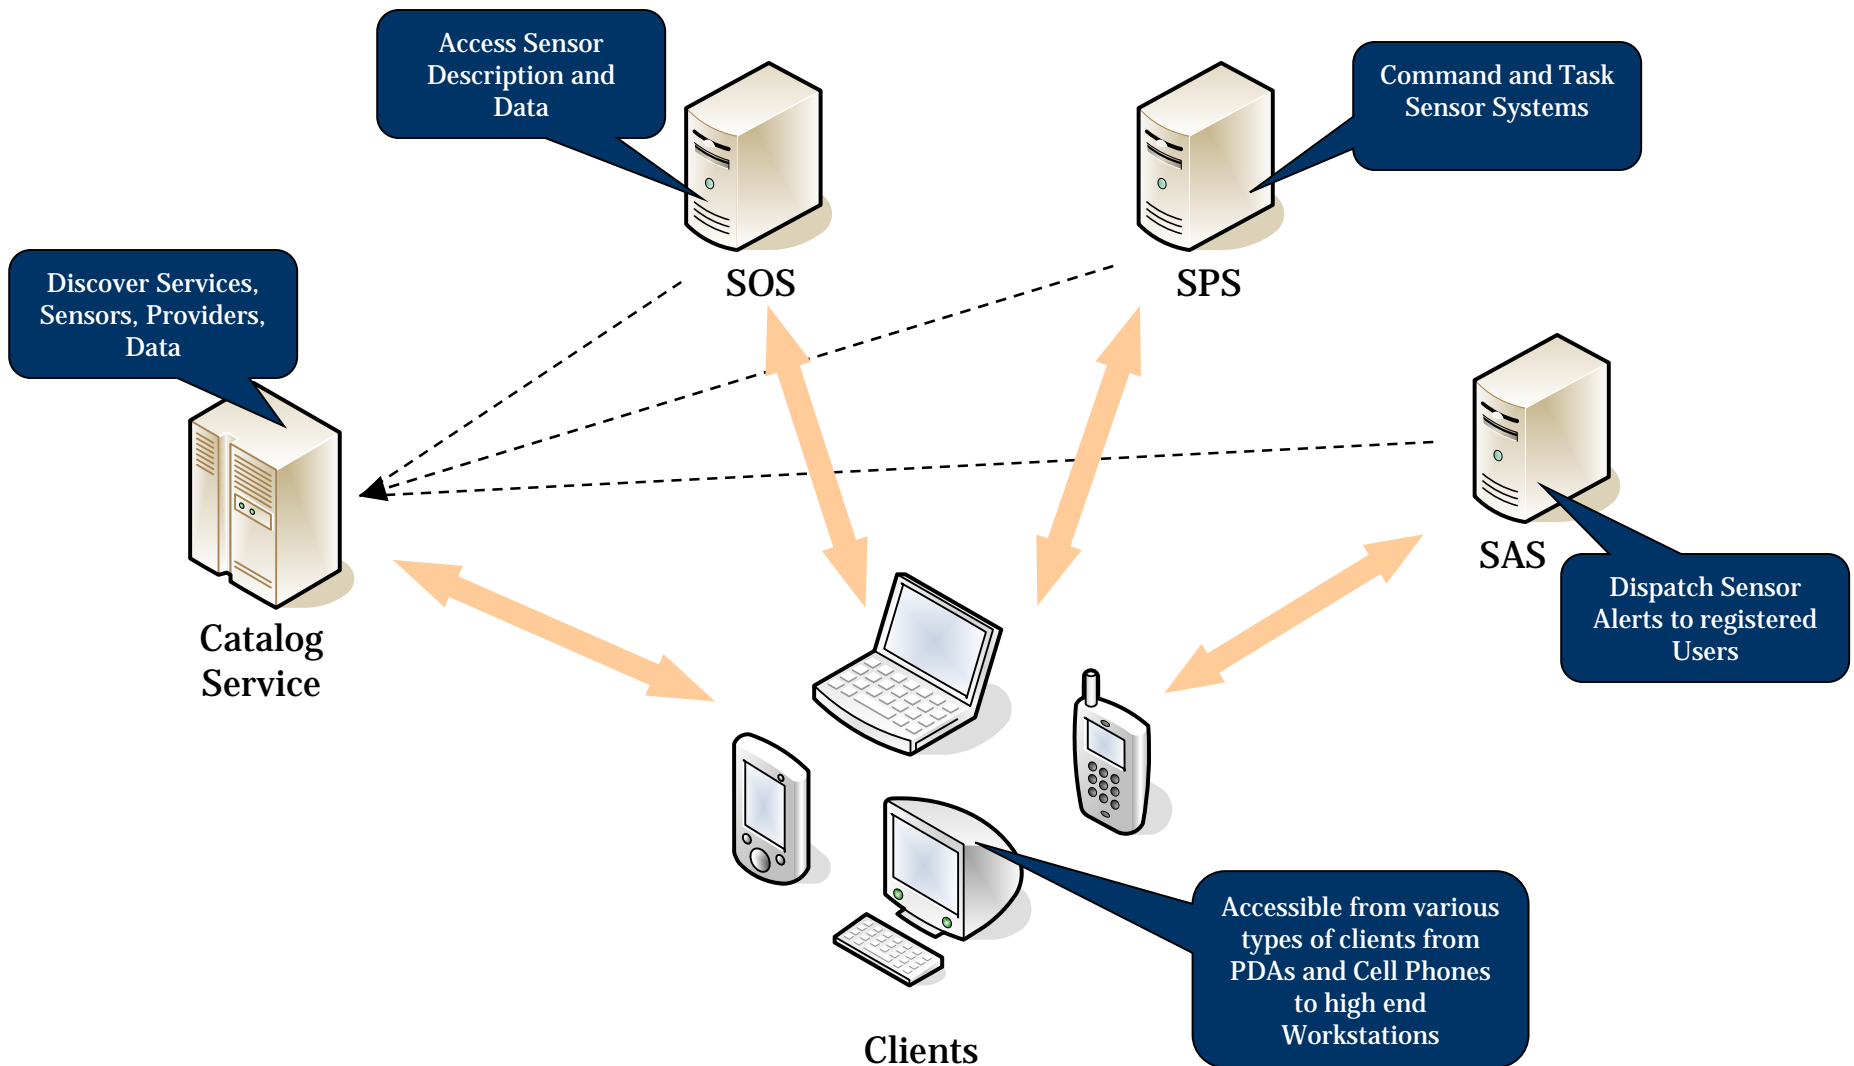 Access Sensor
Description and
Data
Command and Task
Sensor Systems
SOS
SPS
Discover Services,
Sensors, Providers,
Data
SAS
Dispatch Sensor
Alerts to registered
Users
Catalog
Service
Accessible from various
types of clients from
PDAs and Cell Phones
to high end
Workstations
Clients